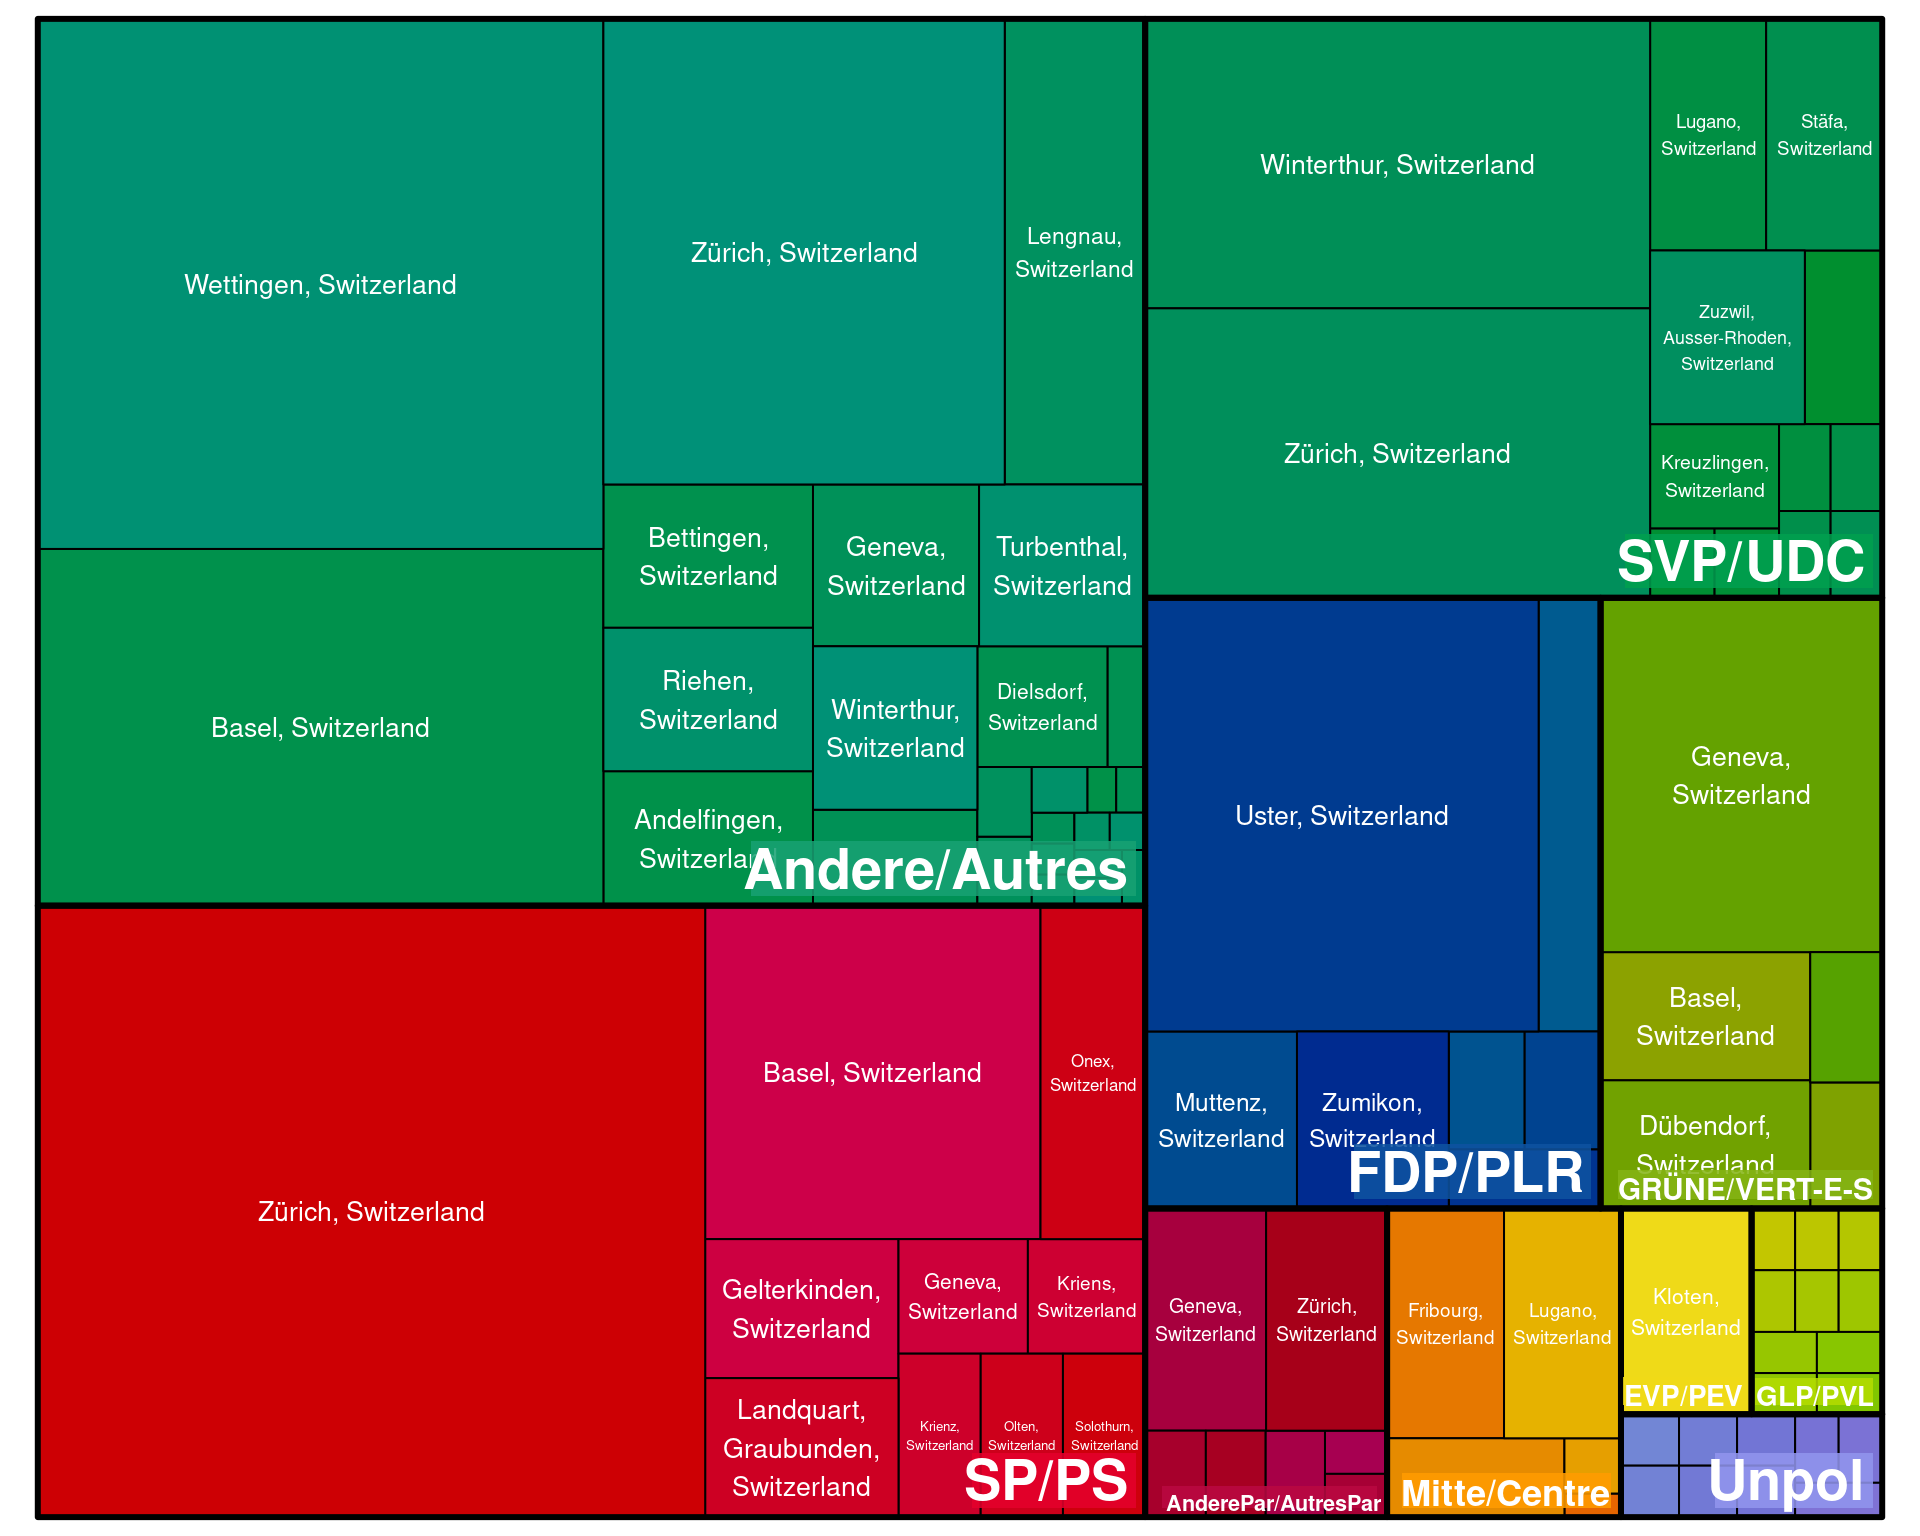 Wettingen, Switzerland
Zürich, Switzerland
Lengnau,
Switzerland
Basel, Switzerland
Bettingen,
Switzerland
Geneva,
Switzerland
Turbenthal,
Switzerland
Riehen,
Switzerland
Winterthur,
Switzerland
Dielsdorf,
Switzerland
Andelfingen,
Switzerland
Andere/Autres
Winterthur, Switzerland
Lugano,
Switzerland
Stäfa,
Switzerland
Zürich, Switzerland
Zuzwil,
Ausser-Rhoden,
Switzerland
Kreuzlingen,
Switzerland
SVP/UDC
Zürich, Switzerland
Basel, Switzerland
Onex,
Switzerland
Gelterkinden,
Switzerland
Geneva,
Switzerland
Kriens,
Switzerland
Landquart,
Graubunden,
Switzerland
Krienz,
Switzerland
Olten,
Switzerland
Solothurn,
Switzerland
SP/PS
Uster, Switzerland
Muttenz,
Switzerland
Zumikon,
Switzerland
FDP/PLR
Geneva,
Switzerland
Basel,
Switzerland
Dübendorf,
Switzerland
GRÜNE/VERT-E-S
Geneva,
Switzerland
Zürich,
Switzerland
AnderePar/AutresPar
Fribourg,
Switzerland
Lugano,
Switzerland
Mitte/Centre
Kloten,
Switzerland
EVP/PEV
GLP/PVL
Unpol